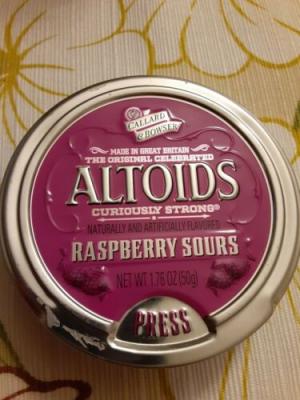 CALLARD
& BOWSER
MADE IN GREAT BRITAIN
THE ORIGINAL CELEBRATED
ALTOIDS
CURIOUSLY STRONG®
NATURALLY AND ARTIFICIALLY FLAVORED
RASPBERRY SOURS
NET WT 1.76 OZ (50g)
PRESS